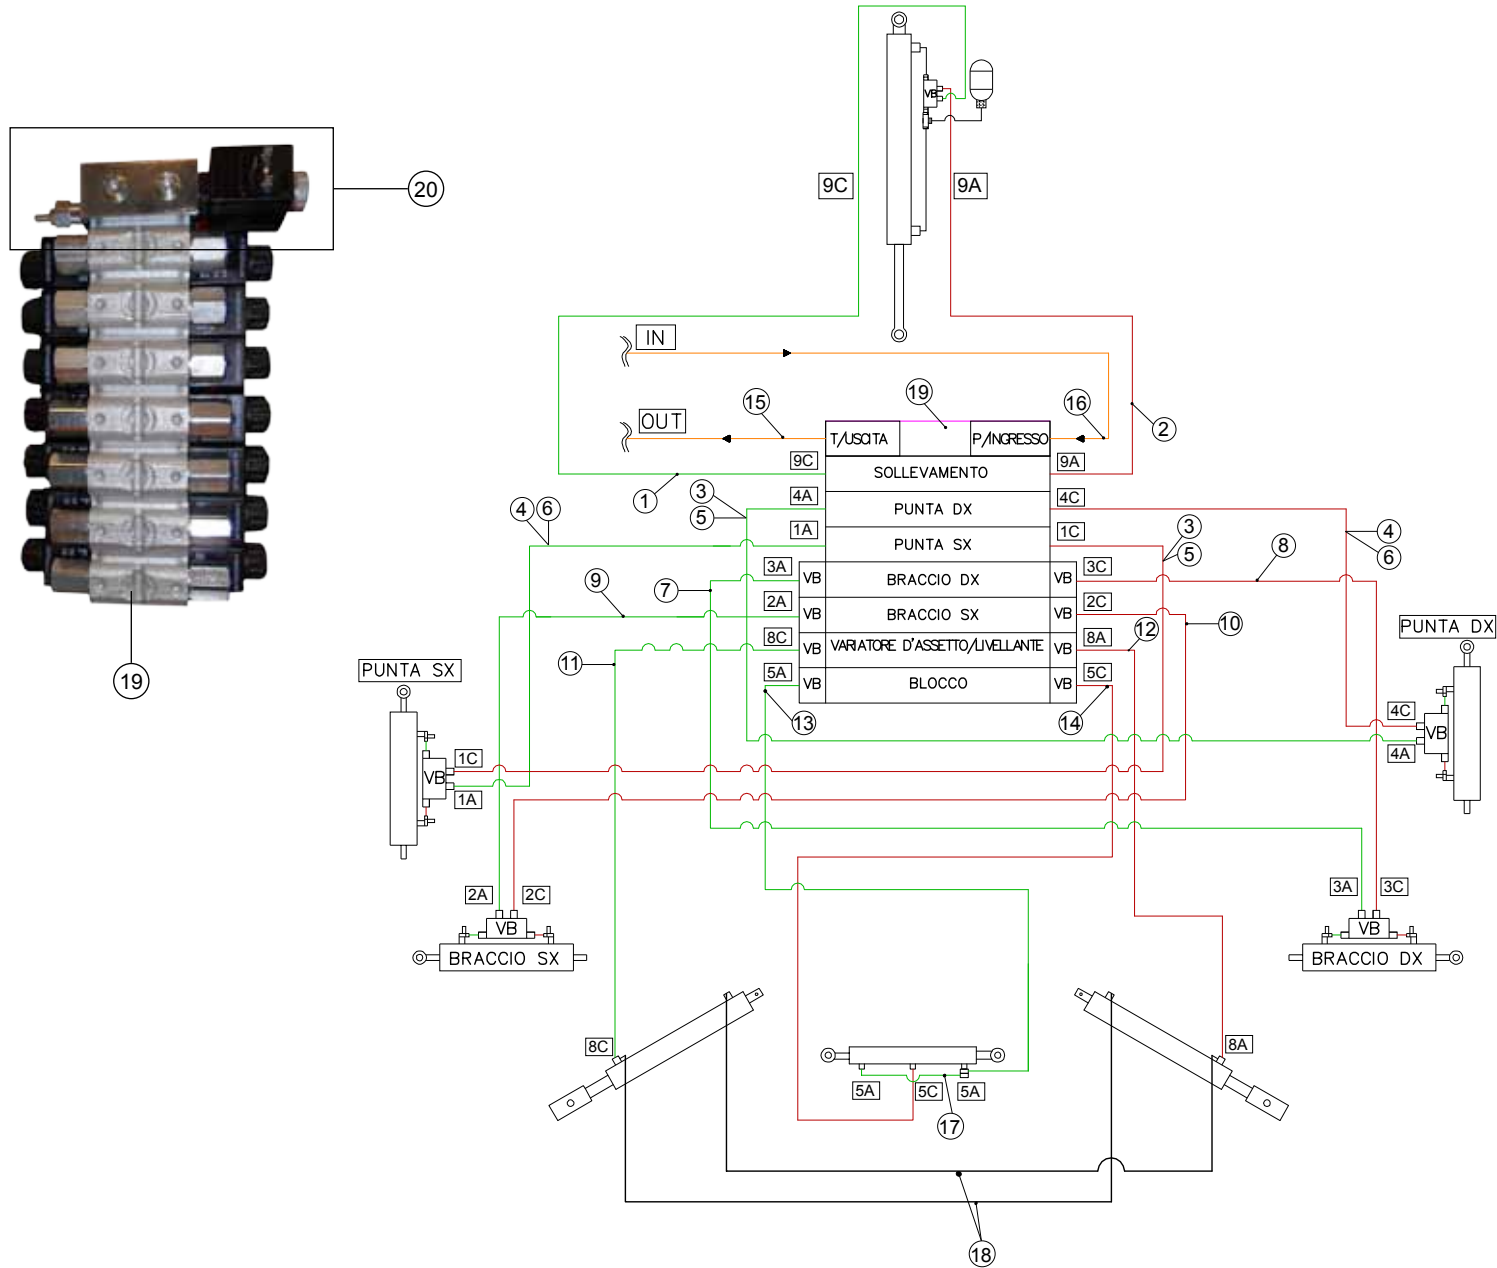 VB
9C
9A
20
IN
OUT
15
19
16
2
T/USCITA
P/INGRESSO
9C
SOLLEVAMENTO
9A
1
3
5
4A
PUNTA DX
4C
4
6
4
6
1A
PUNTA SX
1C
3
5
8
3A
VB
BRACCIO DX
VB
3C
7
9
2A
VB
BRACCIO SX
VB
2C
10
12
8C
VB
VARIATORE D'ASSETTO/LIVELLANTE
VB
8A
11
5A
VB
BLOCCO
VB
5C
13
14
19
PUNTA SX
PUNTA DX
4C
VB
4A
1C
VB
1A
2A
2C
VB
BRACCIO SX
3A
3C
VB
BRACCIO DX
8C
8A
5A
5C
5A
17
18